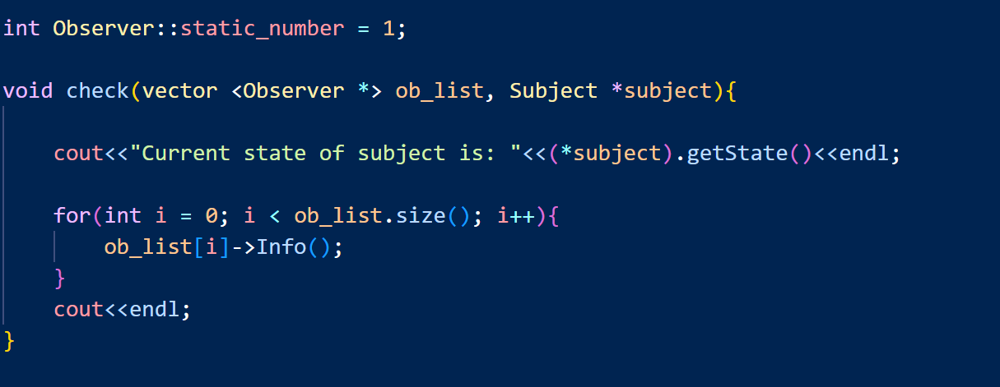 int Observer::static_number = 1;
void check(vector <Observer *> ob_list, Subject *subject){
cout<<"Current state of subject is: "<<(*subject).getState()<<endl;
for(int i = 0; i < ob_list.size(); i++){
ob_list[i]->Info();
}
cout<<endl;
}